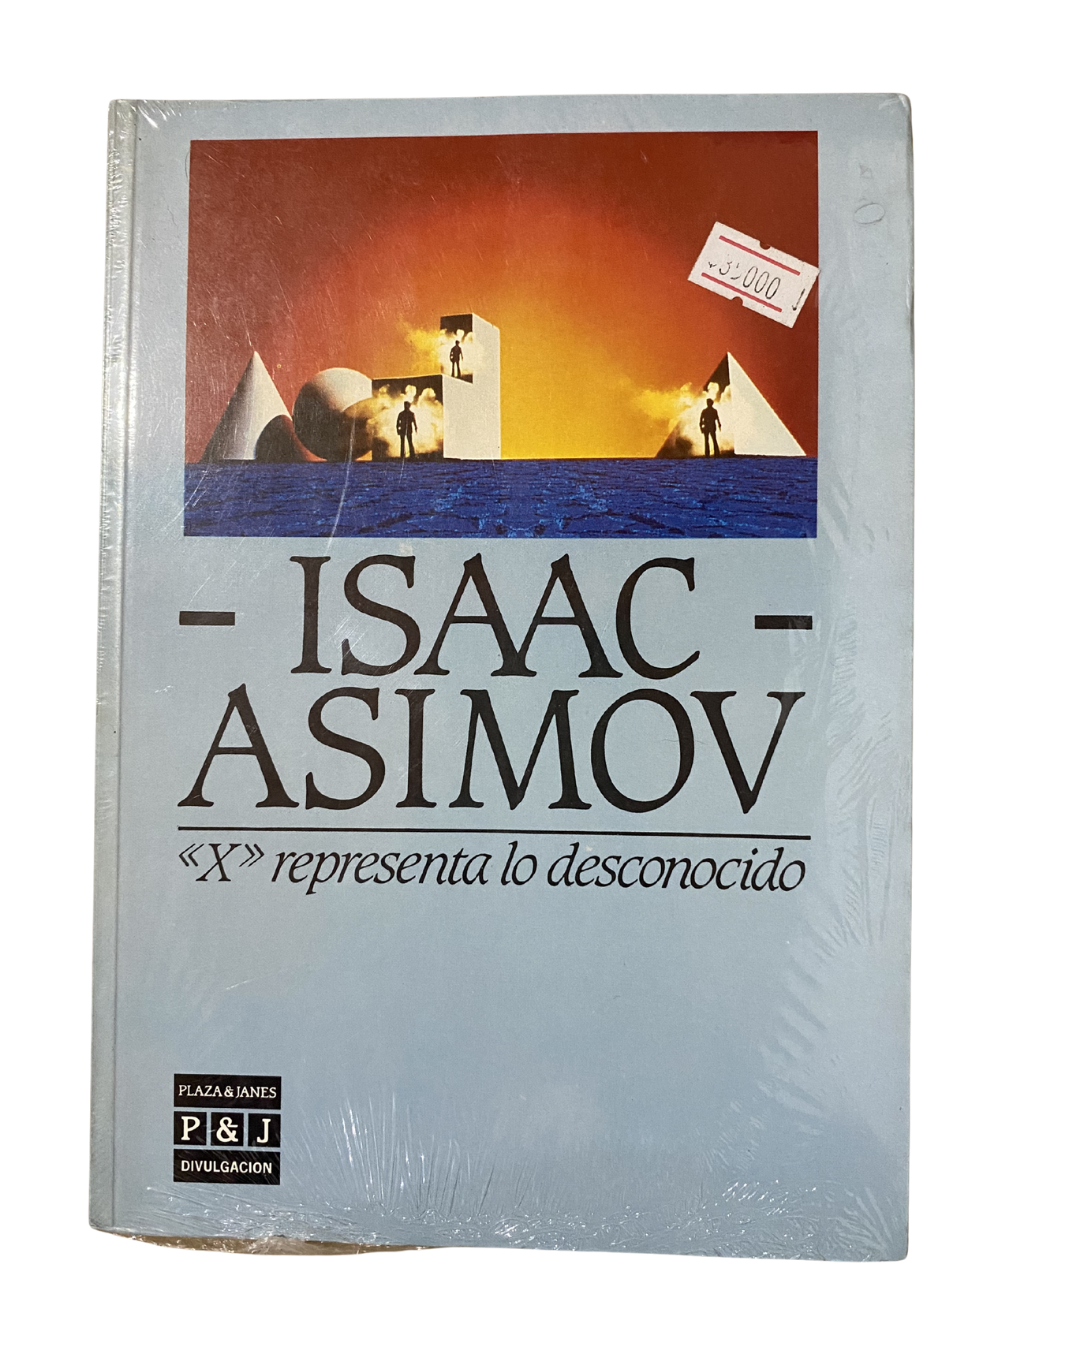 ISAAC
ASIMOV
«X» representa lo desconocido
PLAZA & JANES
P & J
DIVULGACION